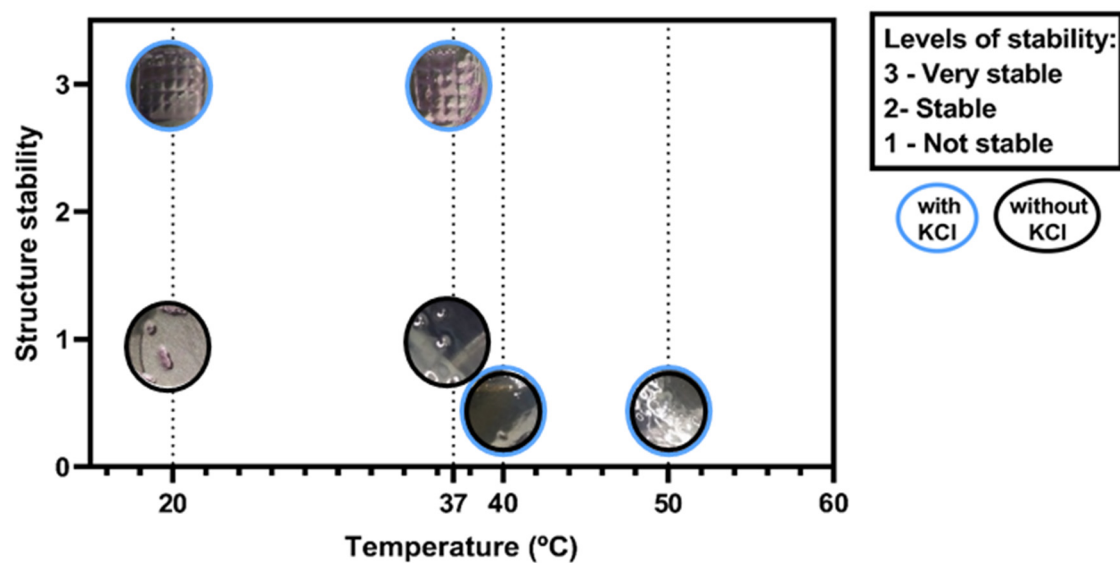 Levels of stability:
3 - Very stable
2- Stable
1 - Not stable
with
KCl
without
KCl
Structure stability
3
2
1
0
20
37
40
50
60
Temperature (ºC)